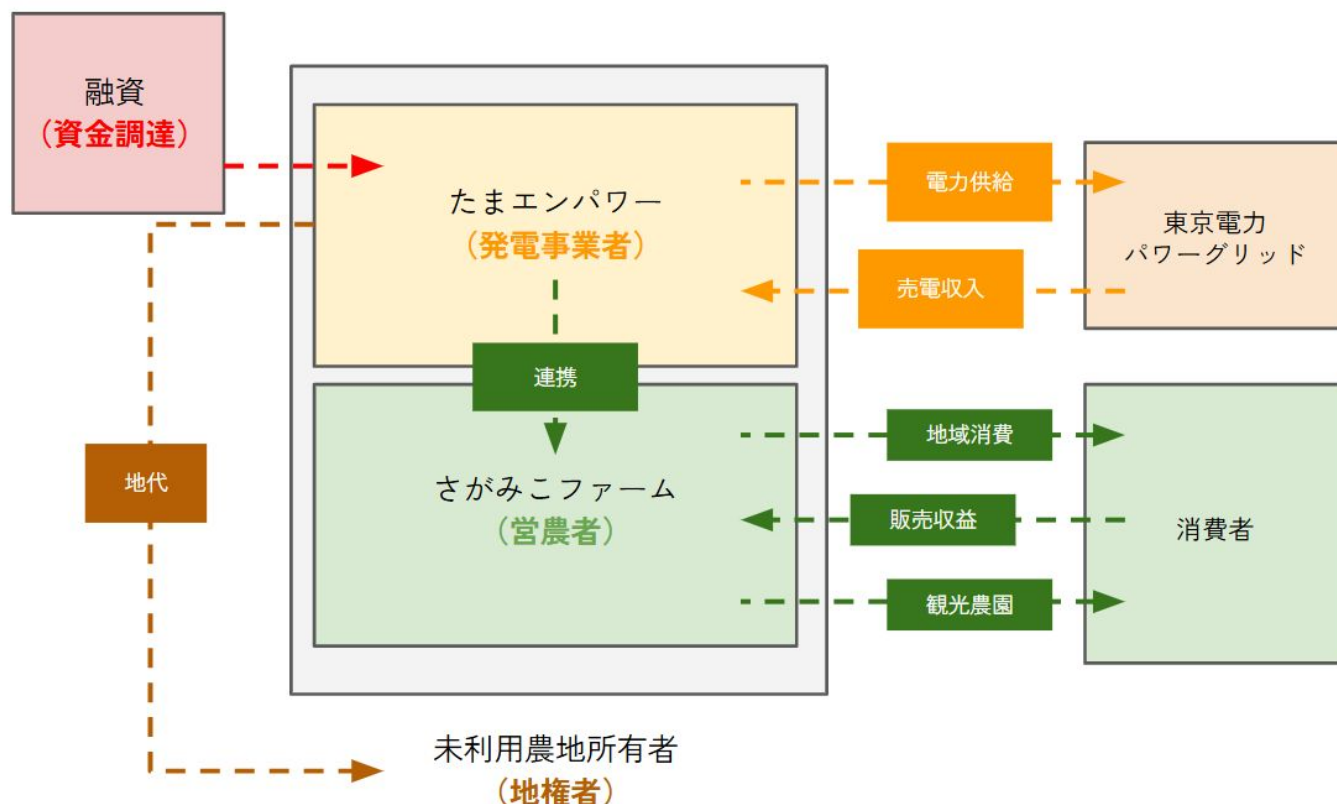 融資
（資金調達）
たまエンパワー
（発電事業者）
電力供給
売電収入
東京電力
パワーグリッド
連携
さがみこファーム
（営農者）
地域消費
販売収益
観光農園
消費者
地代
未利用農地所有者
（地権者）